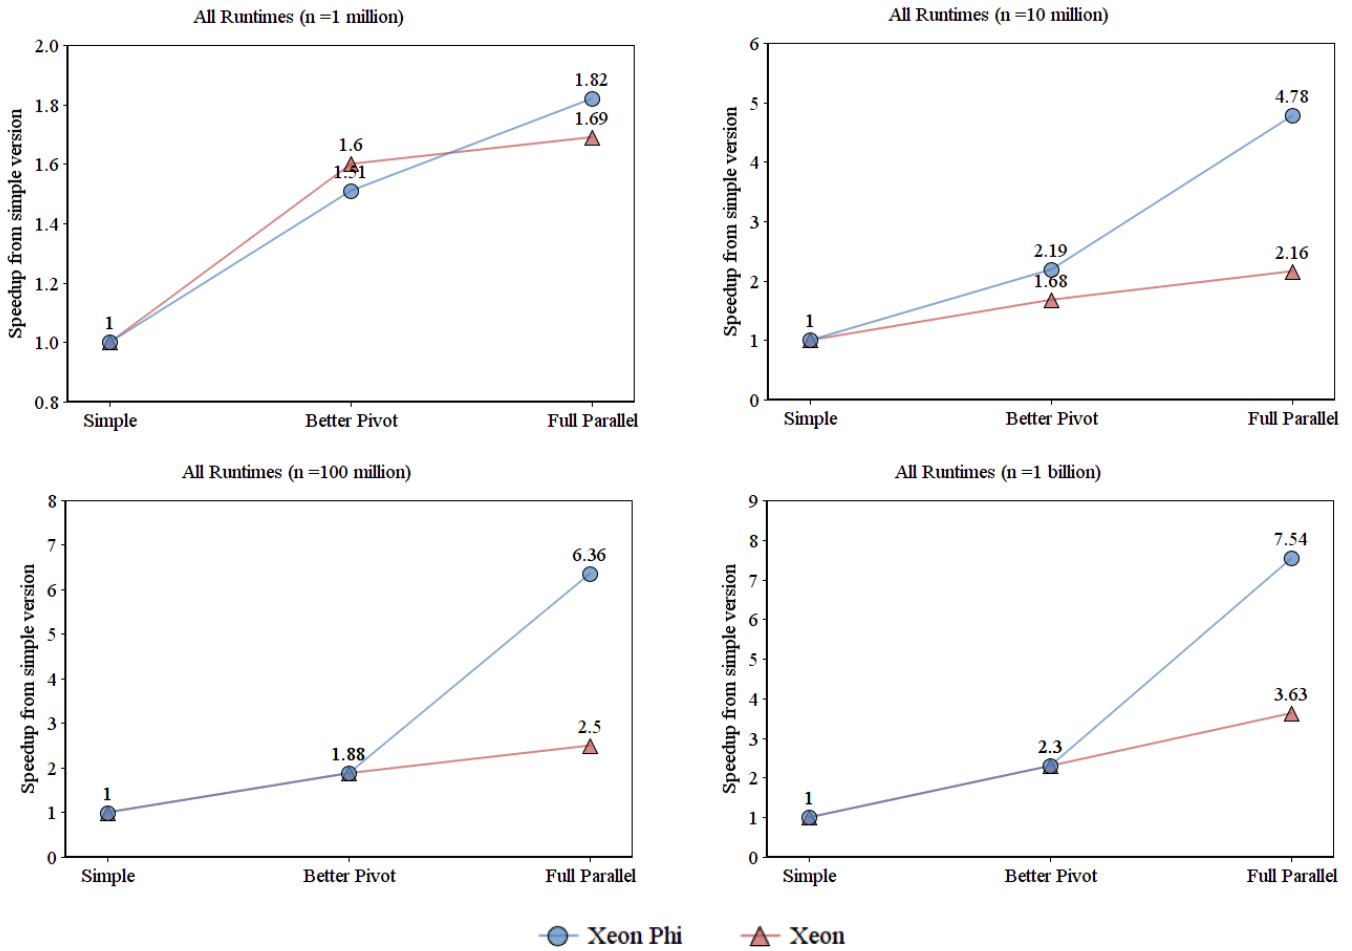 All Runtimes (n =1 million)
Speedup from simple version
2.0
1.8
1.6
1.4
1.2
1.0
0.8
1
1.6
1.51
1.82
1.69
Simple
Better Pivot
Full Parallel
All Runtimes (n =10 million)
Speedup from simple version
6
5
4
3
2
1
0
1
2.19
1.68
4.78
2.16
Simple
Better Pivot
Full Parallel
All Runtimes (n =100 million)
Speedup from simple version
8
7
6
5
4
3
2
1
0
1
1.88
6.36
2.5
Simple
Better Pivot
Full Parallel
All Runtimes (n =1 billion)
Speedup from simple version
9
8
7
6
5
4
3
2
1
0
1
2.3
7.54
3.63
Simple
Better Pivot
Full Parallel
Xeon Phi
Xeon